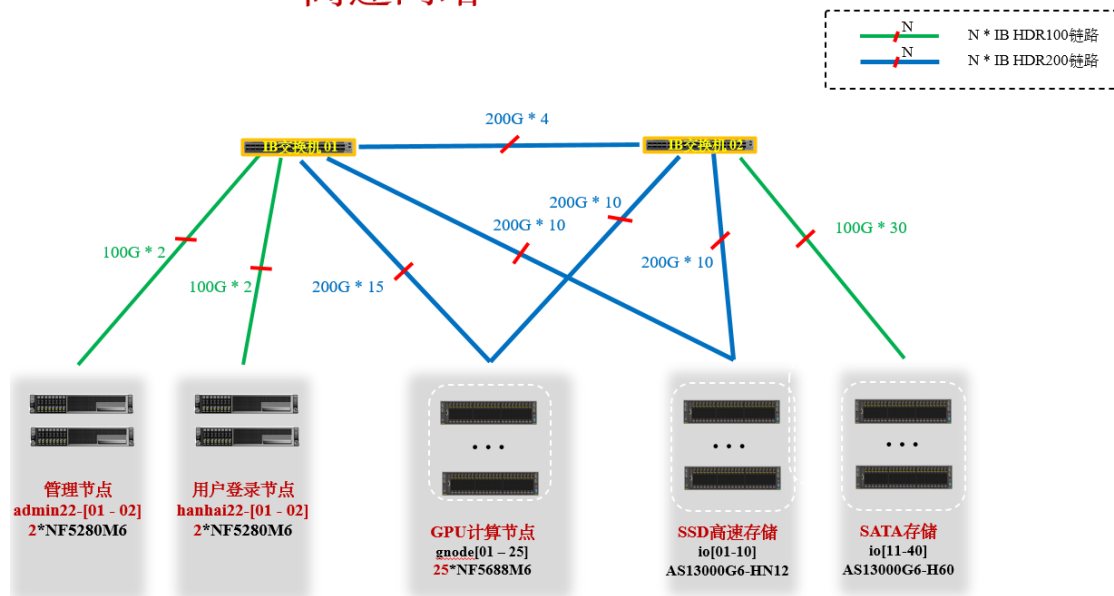 高速网络
N
N * IB HDR100链路
N
N * IB HDR200链路
200G * 4
IB交换机 01
IB交换机 02
200G * 10
200G * 10
100G * 30
100G * 2
200G * 10
100G * 2
200G * 15
管理节点
admin22-[01 - 02]
2*NF5280M6
用户登录节点
hanhai22-[01 - 02]
2*NF5280M6
GPU计算节点
gnode[01 – 25]
25*NF5688M6
SSD高速存储
io[01-10]
AS13000G6-HN12
SATA存储
io[11-40]
AS13000G6-H60